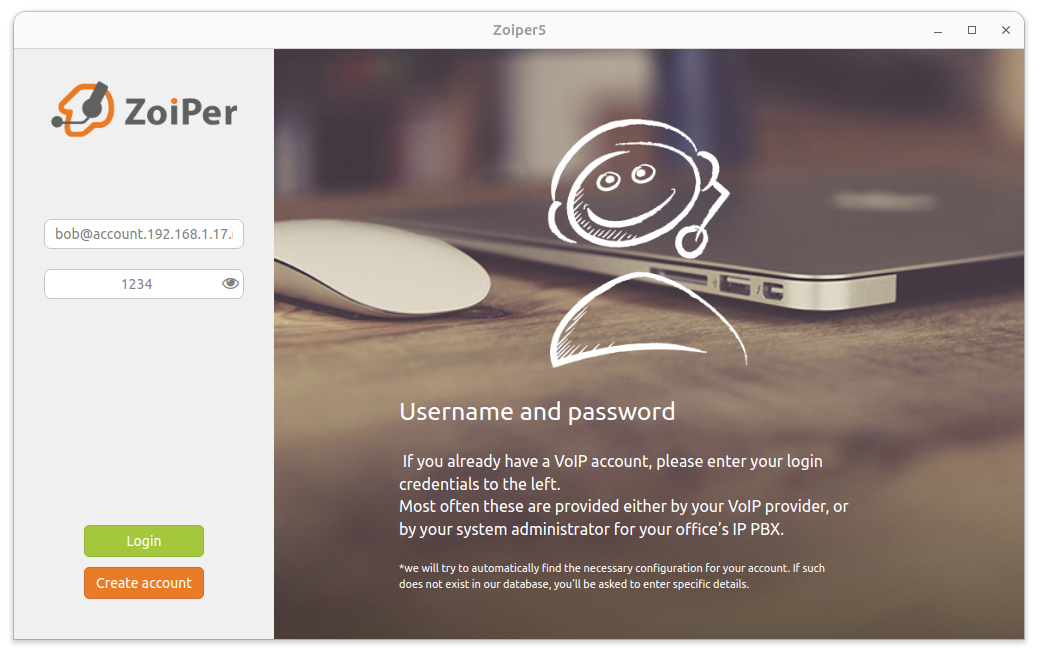 Zoiper5
ZoiPer
bob@account.192.168.1.17.
1234
Username and password
If you already have a VoIP account, please enter your login
credentials to the left.
Most often these are provided either by your VoIP provider, or
by your system administrator for your office’s IP PBX.
*we will try to automatically find the necessary configuration for your account. If such
does not exist in our database, you’ll be asked to enter specific details.
Login
Create account